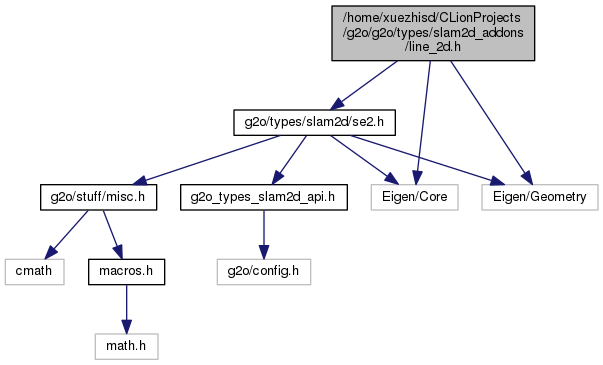 /home/xuezhisd/CLionProjects
/g2o/g2o/types/slam2d_addons
/line_2d.h
g2o/types/slam2d/se2.h
g2o/stuff/misc.h
g2o_types_slam2d_api.h
Eigen/Core
Eigen/Geometry
cmath
macros.h
g2o/config.h
math.h